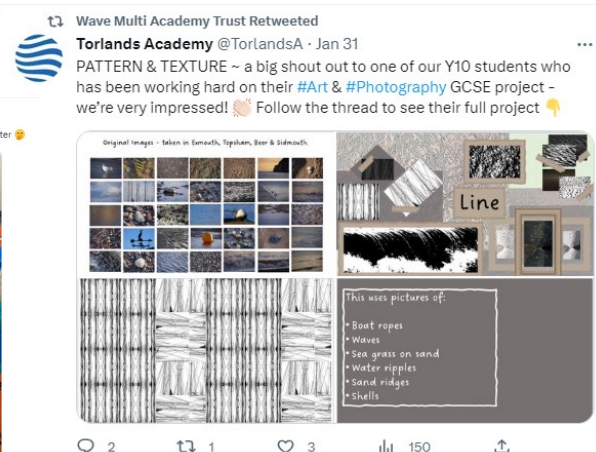 Wave Multi Academy Trust Retweeted
Torlands Academy @TorlandsA · Jan 31
PATTERN & TEXTURE ~ a big shout out to one of our Y10 students who
has been working hard on their #Art & #Photography GCSE project -
we're very impressed! 👏🏻 Follow the thread to see their full project 👇
ter 🤭
Original Images - taken in Exmouth, Topsham, Beer & Sidmouth
Line
This uses pictures of:
• Boat ropes
• Waves
• Sea grass on sand
• Water ripples
• Sand ridges
• Shells
2
1
3
150